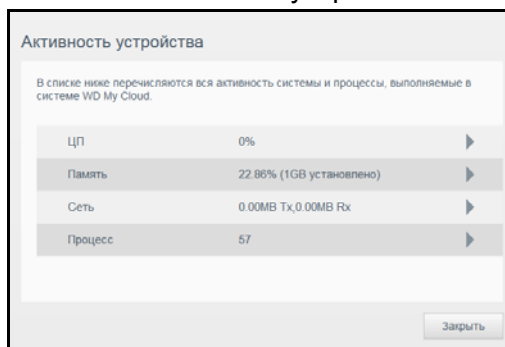 Активность устройства
В списке ниже перечисляются вся активность системы и процессы, выполняемые в
системе WD My Cloud.
ЦП 0%
Память 22.86% (1GB установлено)
Сеть 0.00MB Tx,0.00MB Rx
Процесс 57
Закрыть